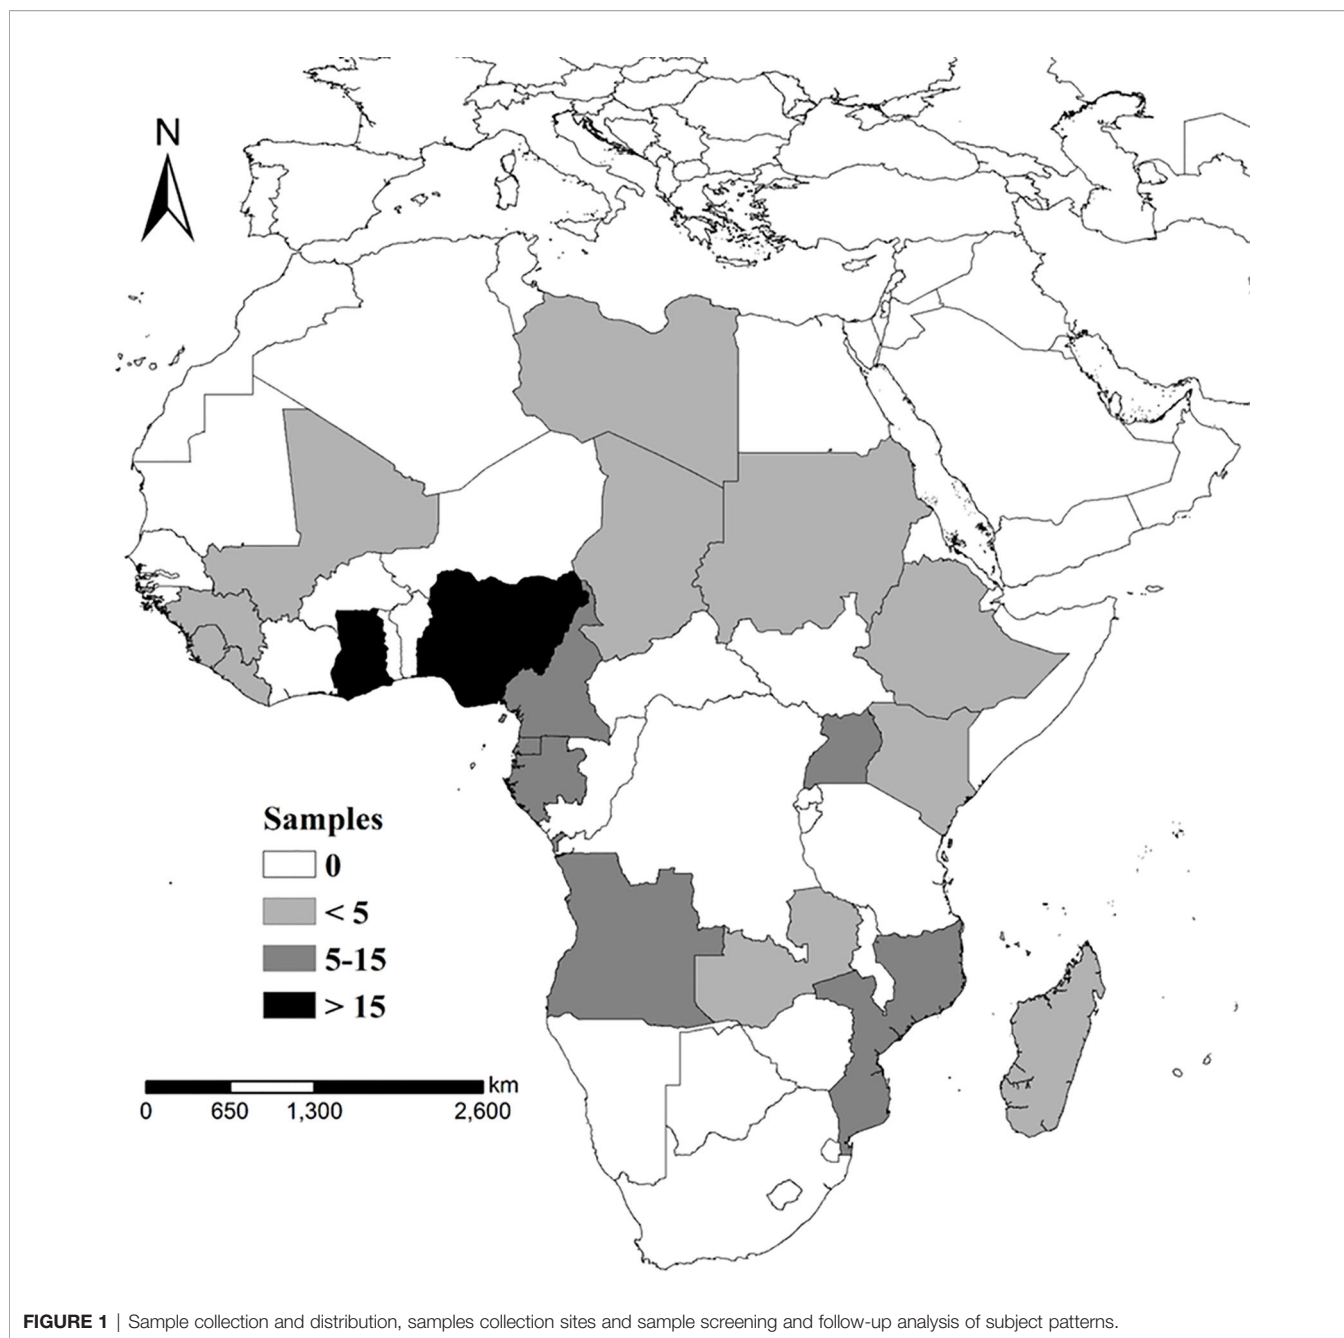 N
Samples
0
< 5
5-15
> 15
km
0 650 1,300 2,600
FIGURE 1 | Sample collection and distribution, samples collection sites and sample screening and follow-up analysis of subject patterns.